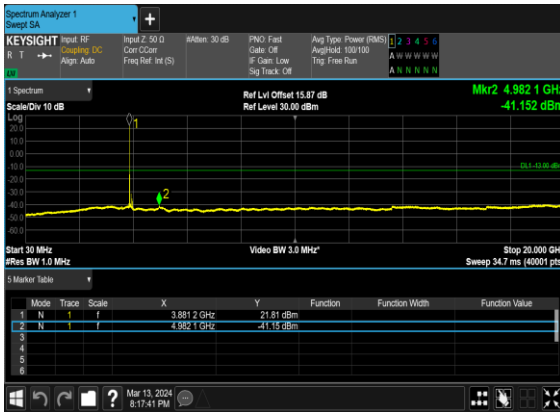 Spectrum Analyzer 1
Swept SA
+
KEYSIGHT
R T
Input: RF
Coupling: DC
Align: Auto
Input Z: 50 Ω
Corr CCorr
Freq Ref: Int (S)
#Atten: 30 dB
PNO: Fast
Gate: Off
IF Gain: Low
Sig Track: Off
Avg Type: Power (RMS)
Avg|Hold: 100/100
Trig: Free Run
1 2 3 4 5 6
A W W W W W
A N N N N N
1 Spectrum
Scale/Div 10 dB
Ref Lvl Offset 15.87 dB
Ref Level 30.00 dBm
Mkr2 4.982 1 GHz
-41.152 dBm
Log
20.0
10.0
0.00
-10.0
-20.0
-30.0
-40.0
-50.0
-60.0
1
2
DL1 -13.00 dBm
Start 30 MHz
#Res BW 1.0 MHz
Video BW 3.0 MHz*
Stop 20.000 GH
Sweep 34.7 ms (40001 pts
5 Marker Table
Mode Trace Scale X Y Function Function Width Function Value
1 N 1 f 3.881 2 GHz 21.81 dBm
2 N 1 f 4.982 1 GHz -41.15 dBm
3
4
5
6
?
Mar 13, 2024
8:17:41 PM